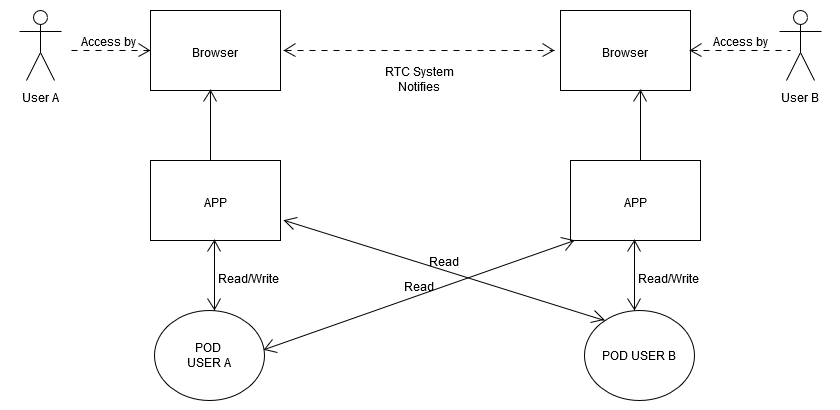 Access by
Browser
RTC System
Notifies
Browser
Access by
User A
User B
APP
APP
Read
Read
Read/Write
Read/Write
POD
USER A
POD USER B